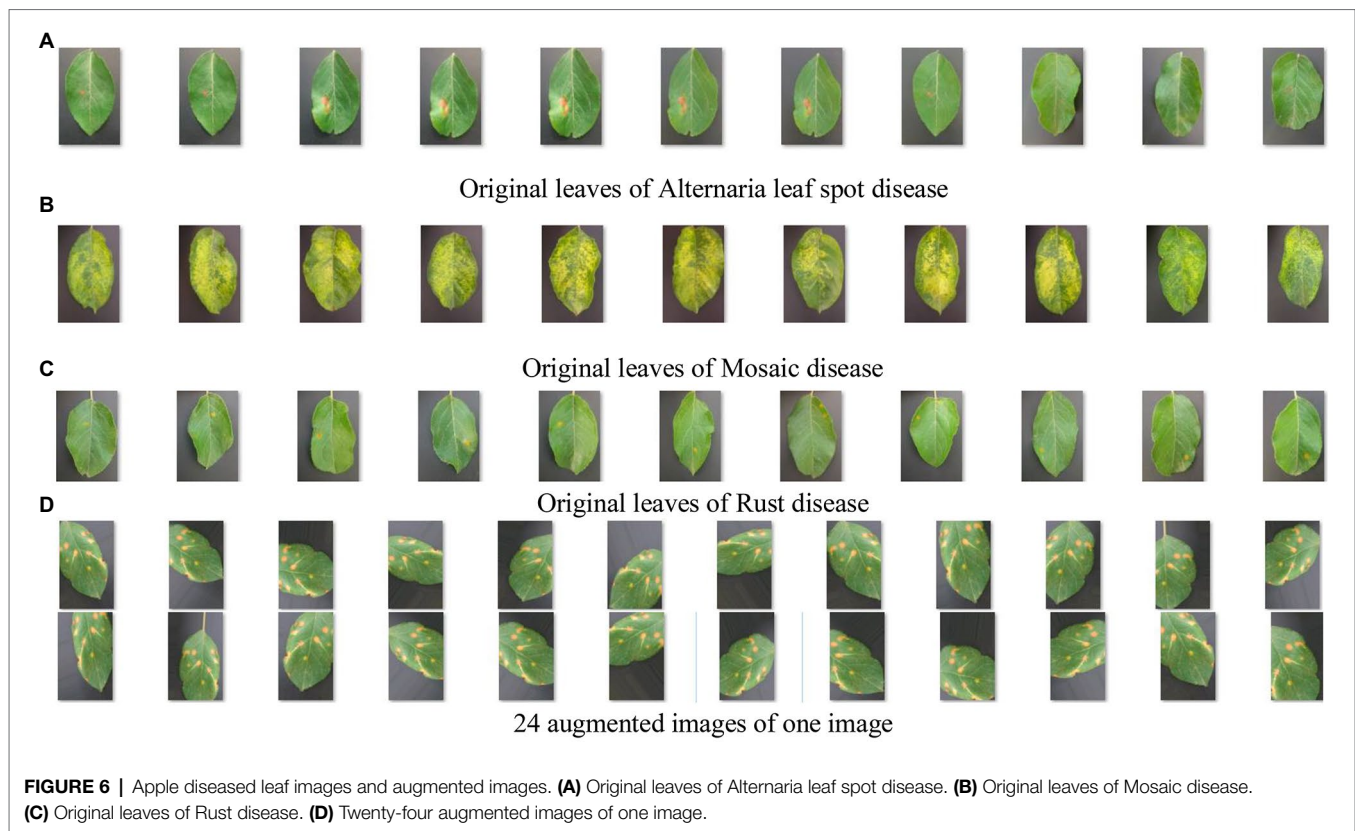 A
Original leaves of Alternaria leaf spot disease
B
Original leaves of Mosaic disease
C
Original leaves of Rust disease
D
24 augmented images of one image
FIGURE 6 | Apple diseased leaf images and augmented images. (A) Original leaves of Alternaria leaf spot disease. (B) Original leaves of Mosaic disease.
(C) Original leaves of Rust disease. (D) Twenty-four augmented images of one image.